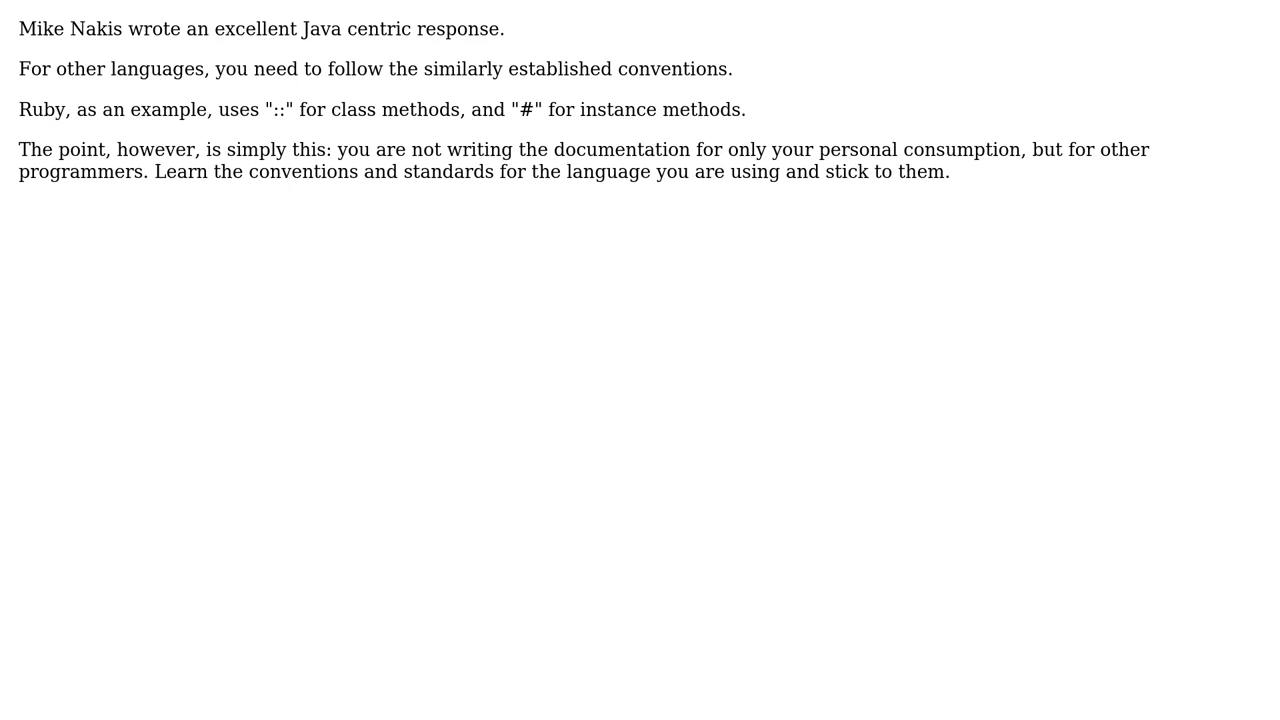 Mike Nakis wrote an excellent Java centric response.
For other languages, you need to follow the similarly established conventions.
Ruby, as an example, uses "::" for class methods, and "#" for instance methods.
The point, however, is simply this: you are not writing the documentation for only your personal consumption, but for other
programmers. Learn the conventions and standards for the language you are using and stick to them.